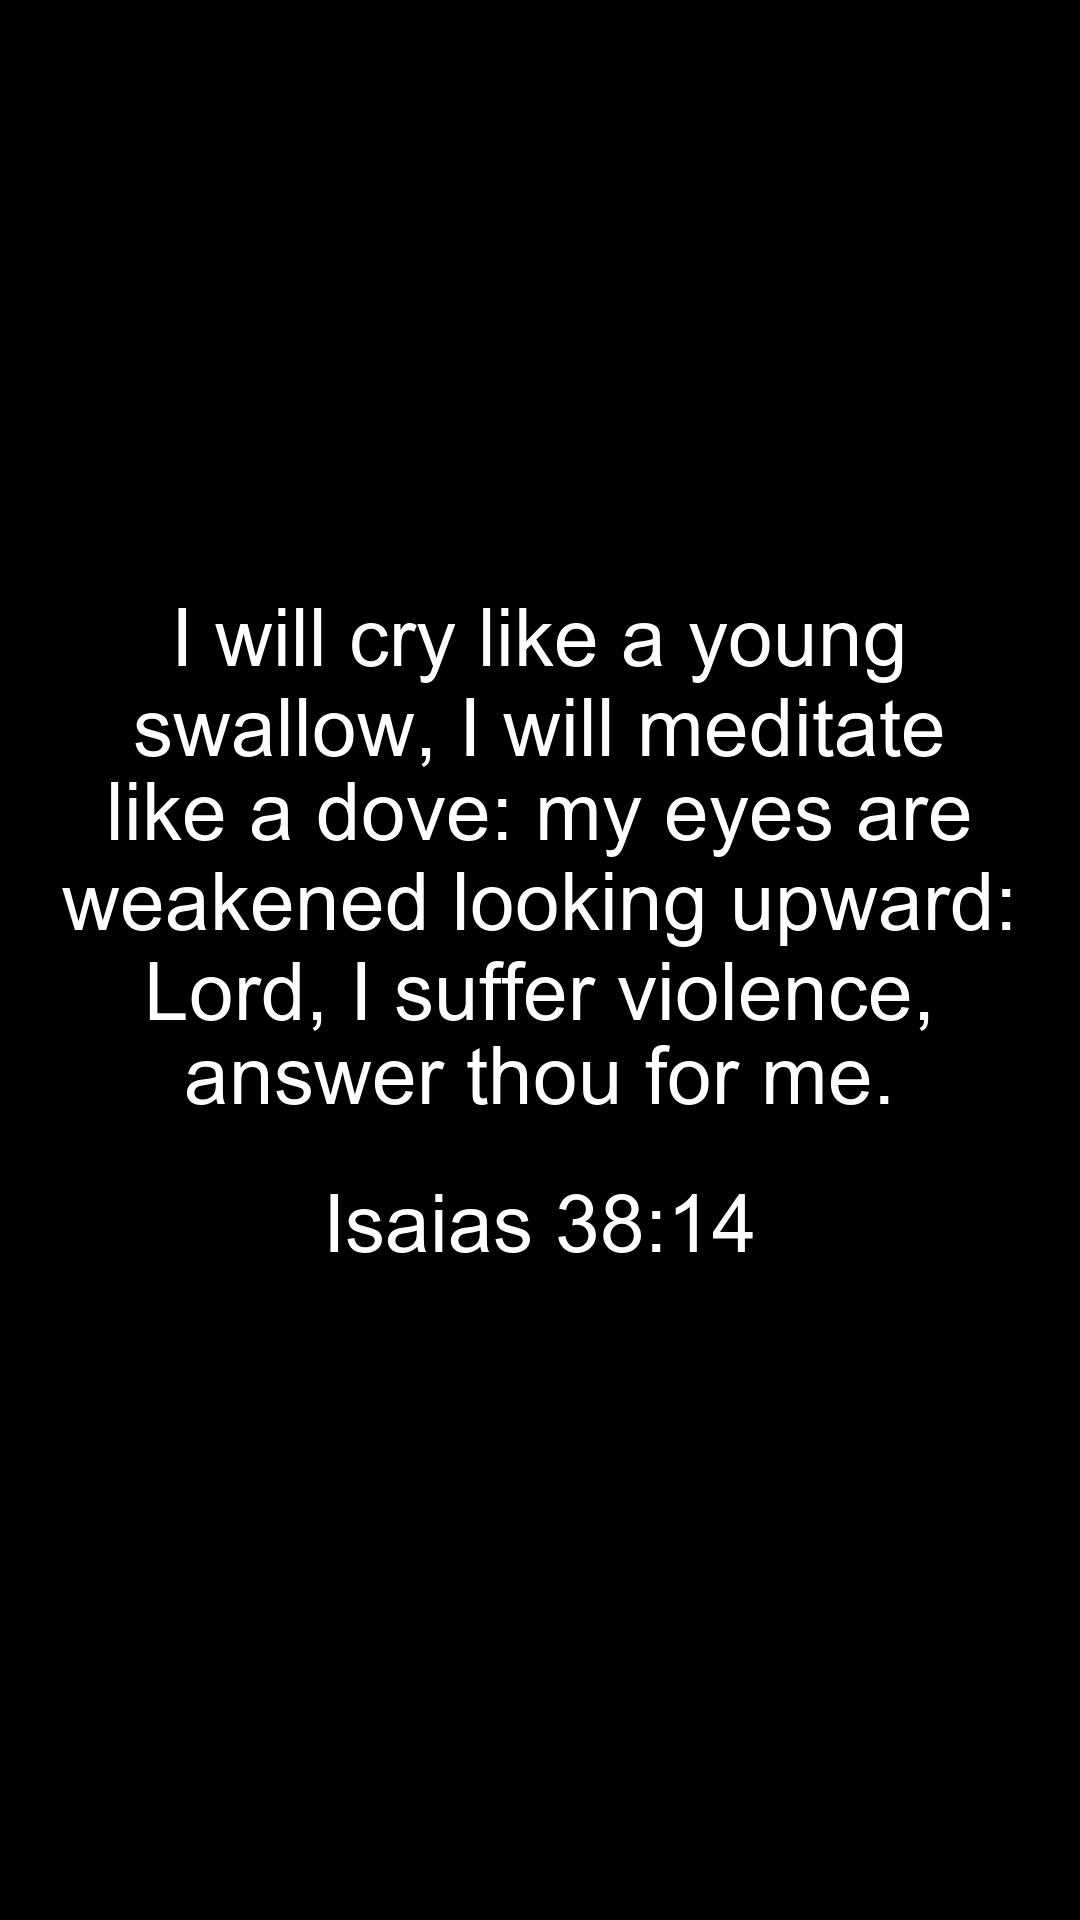 I will cry like a young
swallow, I will meditate
like a dove: my eyes are
weakened looking upward:
Lord, I suffer violence,
answer thou for me.
Isaias 38:14